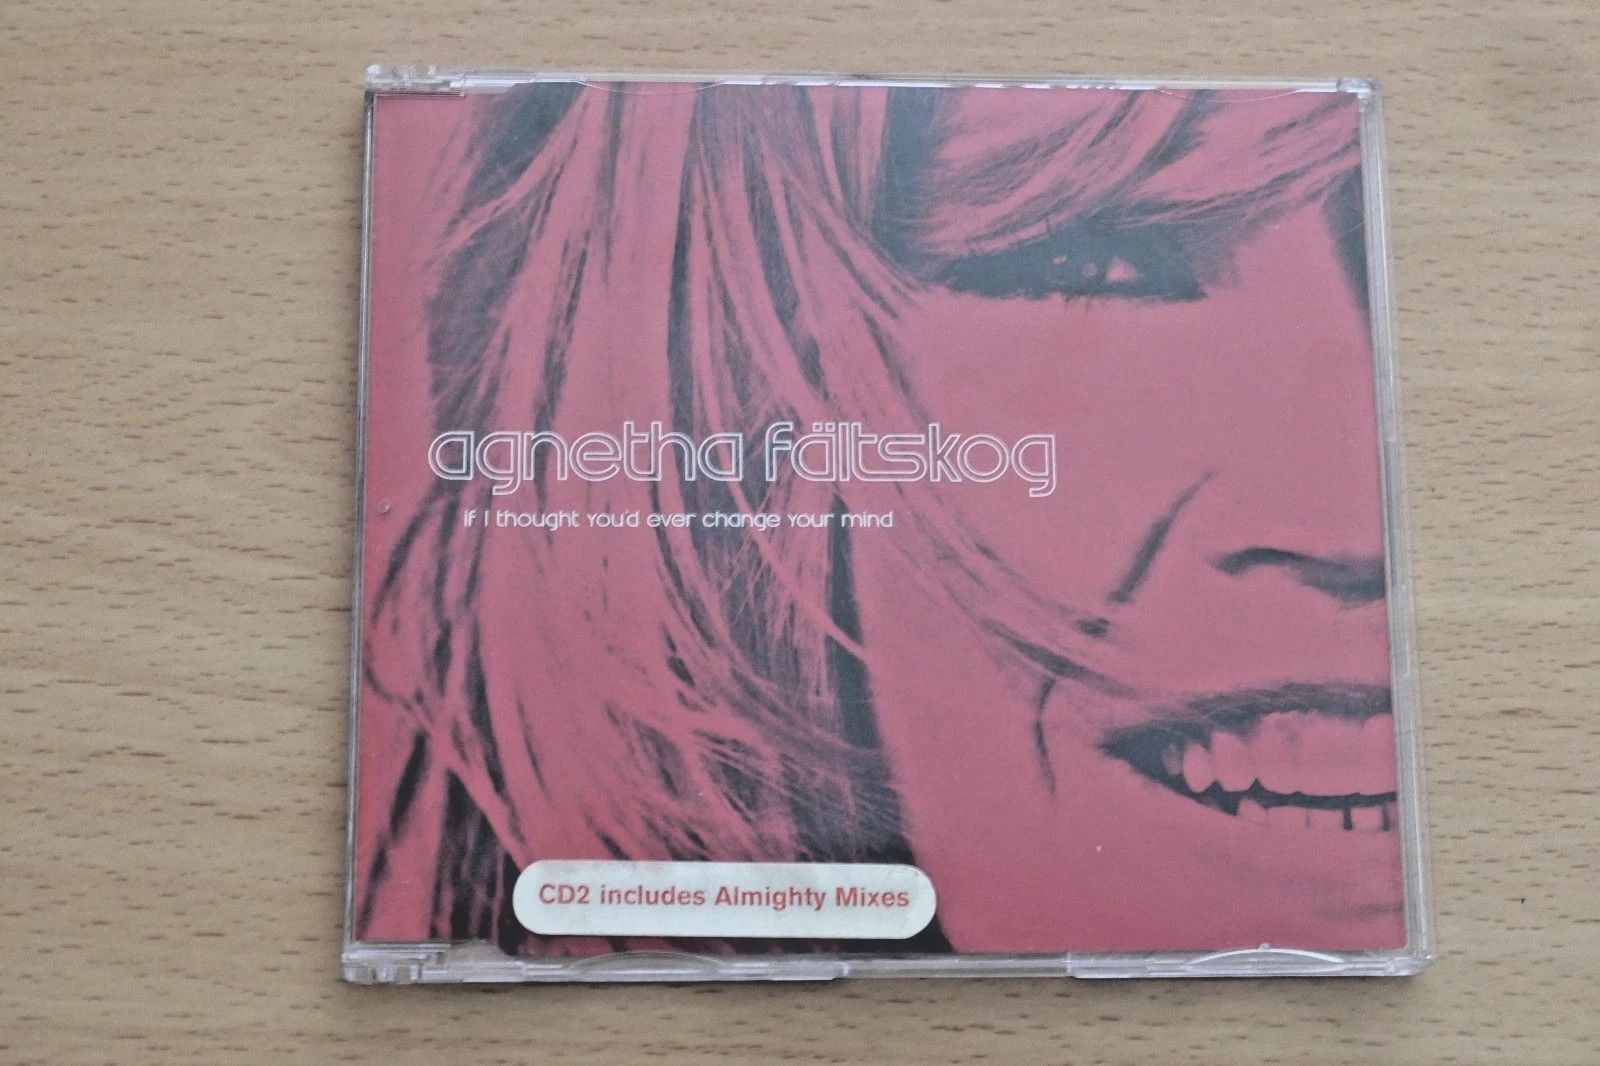 agnetha fältskog
if I thought you'd ever change your mind
CD2 includes Almighty Mixes